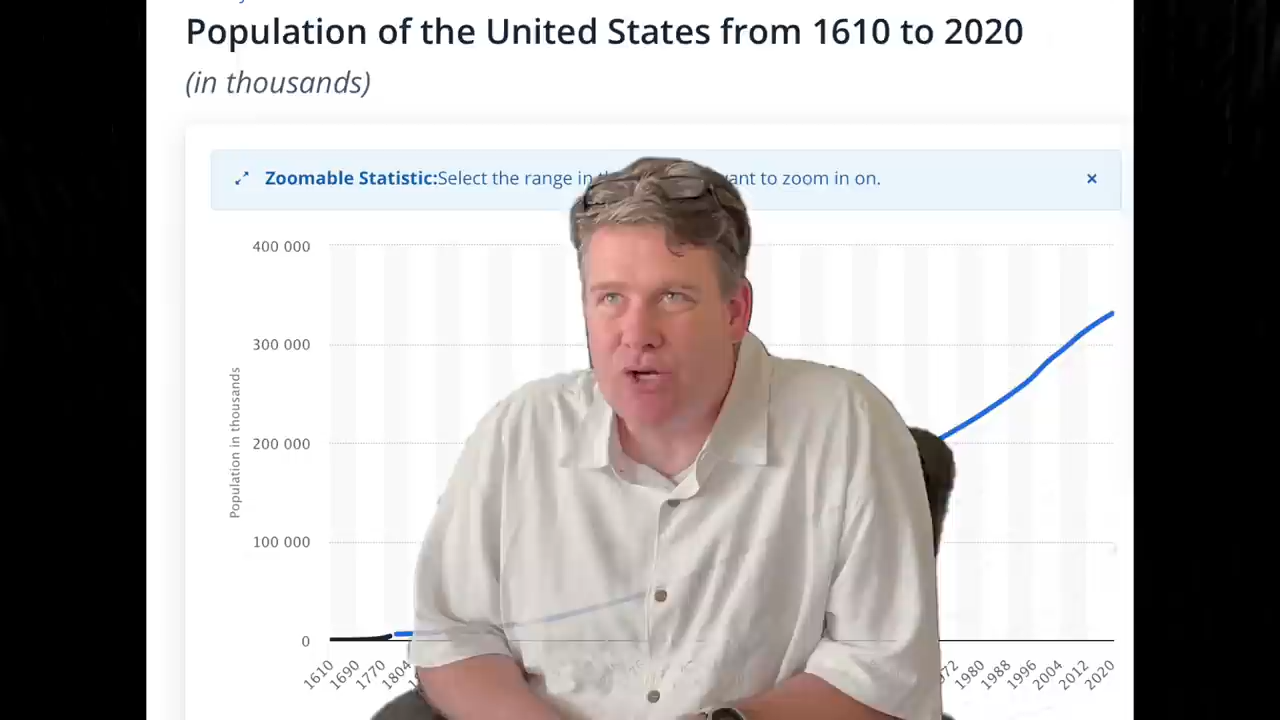 Population of the United States from 1610 to 2020
(in thousands)
Zoomable Statistic:Select the range in want to zoom in on.
400 000
300 000
200 000
100 000
0
Population in thousands
1610 1690 1770 1804 1980 1988 1996 2004 2012 2020